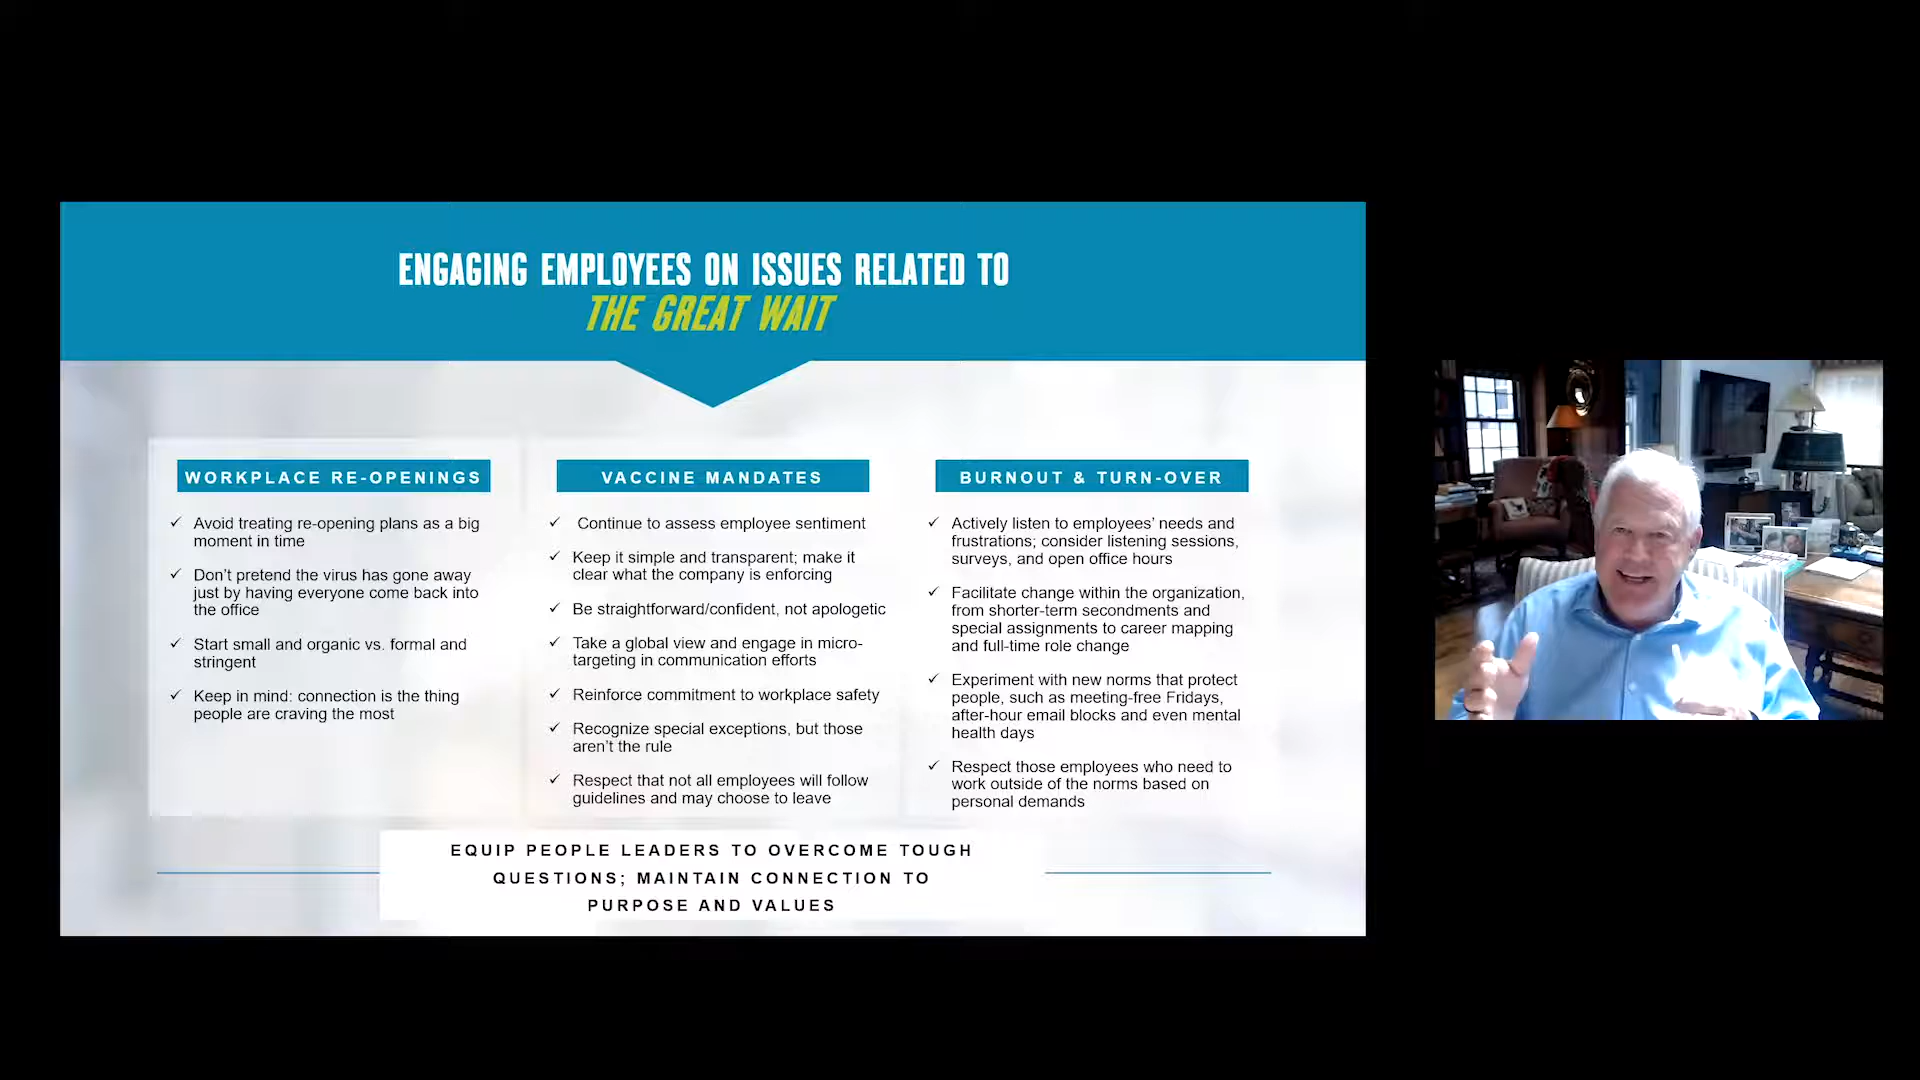 ENGAGING EMPLOYEES ON ISSUES RELATED TO
THE GREAT WAIT
WORKPLACE RE-OPENINGS
✓ Avoid treating re-opening plans as a big
moment in time
✓ Don't pretend the virus has gone away
just by having everyone come back into
the office
✓ Start small and organic vs. formal and
stringent
✓ Keep in mind: connection is the thing
people are craving the most
VACCINE MANDATES
✓ Continue to assess employee sentiment
✓ Keep it simple and transparent; make it
clear what the company is enforcing
✓ Be straightforward/confident, not apologetic
✓ Take a global view and engage in micro-
targeting in communication efforts
✓ Reinforce commitment to workplace safety
✓ Recognize special exceptions, but those
aren't the rule
✓ Respect that not all employees will follow
guidelines and may choose to leave
BURNOUT & TURN-OVER
✓ Actively listen to employees' needs and
frustrations; consider listening sessions,
surveys, and open office hours
✓ Facilitate change within the organization,
from shorter-term secondments and
special assignments to career mapping
and full-time role change
✓ Experiment with new norms that protect
people, such as meeting-free Fridays,
after-hour email blocks and even mental
health days
✓ Respect those employees who need to
work outside of the norms based on
personal demands
EQUIP PEOPLE LEADERS TO OVERCOME TOUGH
QUESTIONS; MAINTAIN CONNECTION TO
PURPOSE AND VALUES